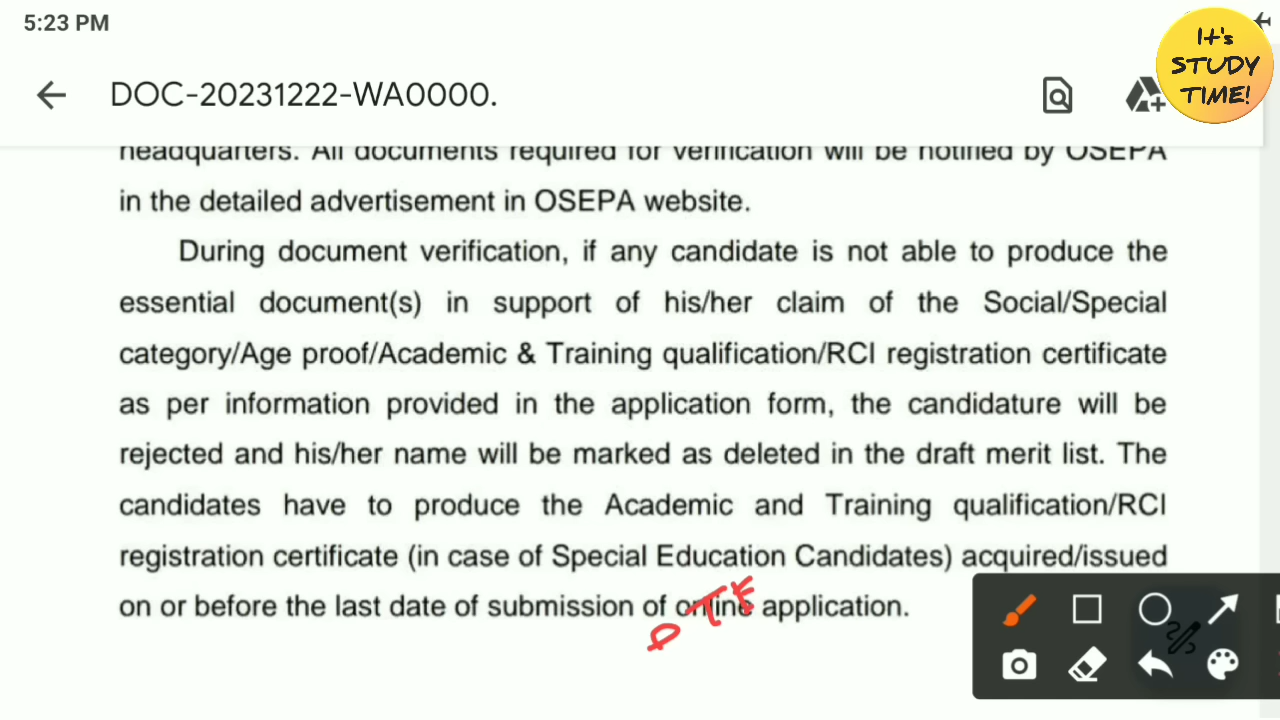 5:23 PM
It's
STUDY
TIME!
DOC-20231222-WA0000.
headquarters. All documents required for verification will be notified by OSEPA
in the detailed advertisement in OSEPA website.
During document verification, if any candidate is not able to produce the
essential document(s) in support of his/her claim of the Social/Special
category/Age proof/Academic & Training qualification/RCI registration certificate
as per information provided in the application form, the candidature will be
rejected and his/her name will be marked as deleted in the draft merit list. The
candidates have to produce the Academic and Training qualification/RCI
registration certificate (in case of Special Education Candidates) acquired/issued
on or before the last date of submission of online application.